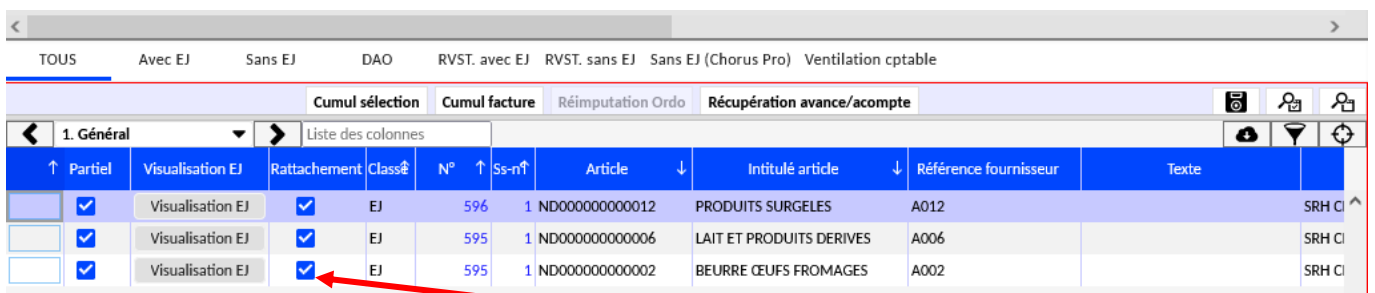 TOUS Avec EJ Sans EJ DAO RVST. avec EJ RVST. sans EJ Sans EJ (Chorus Pro) Ventilation cptable
Cumul sélection Cumul facture Réimputation Ordo Récupération avance/acompte
1. Général Liste des colonnes
Partiel Visualisation EJ Rattachement Classe N° Ss-n° Article Intitulé article Référence fournisseur Texte
Visualisation EJ EJ 596 1 ND000000000012 PRODUITS SURGELES A012 SRH
Visualisation EJ EJ 595 1 ND000000000006 LAIT ET PRODUITS DERIVES A006 SRH
Visualisation EJ EJ 595 1 ND000000000002 BEURRE ŒUFS FROMAGES A002 SRH